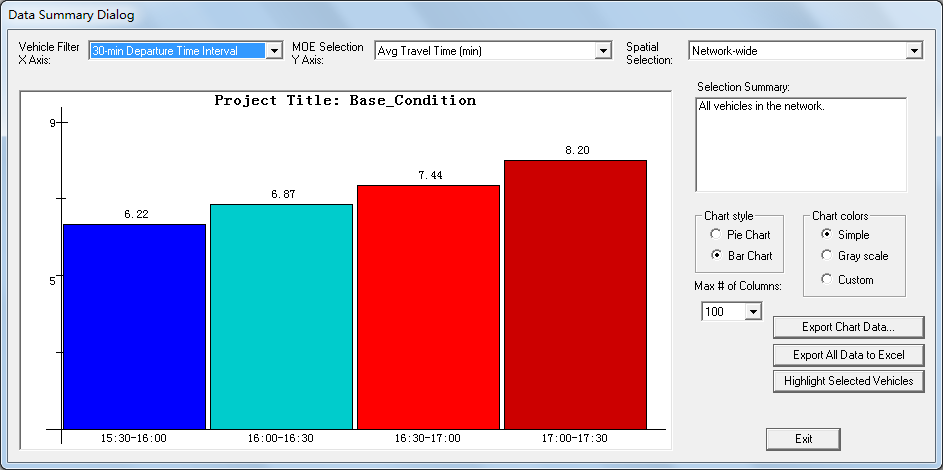 Data Summary Dialog
Vehicle Filter
X Axis:
30-min Departure Time Interval
MOE Selection
Y Axis:
Avg Travel Time (min)
Spatial
Selection:
Network-wide
Project Title: Base_Condition
9
5
6.22
6.87
7.44
8.20
15:30-16:00
16:00-16:30
16:30-17:00
17:00-17:30
Selection Summary:
All vehicles in the network.
Chart style
Pie Chart
Bar Chart
Chart colors
Simple
Gray scale
Custom
Max # of Columns:
100
Export Chart Data...
Export All Data to Excel
Highlight Selected Vehicles
Exit